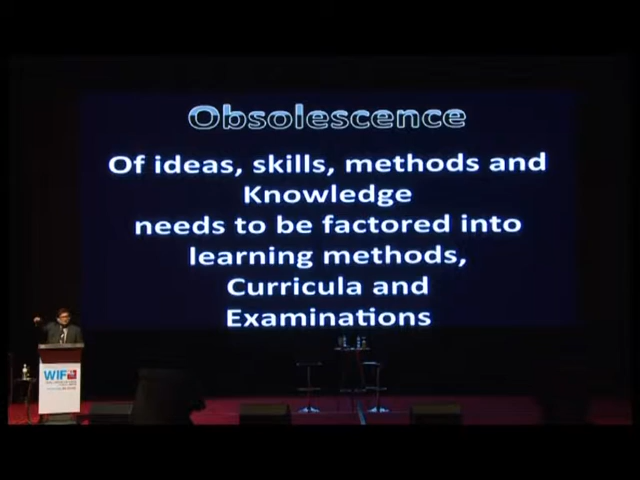 Obsolescence
Of ideas, skills, methods and
Knowledge
needs to be factored into
learning methods,
Curricula and
Examinations
WIF